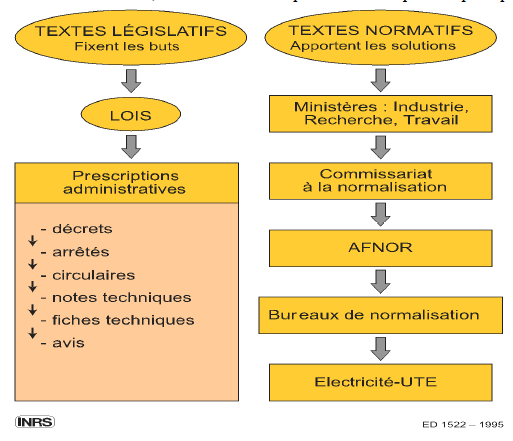 TEXTES LÉGISLATIFS
Fixent les buts
LOIS
Prescriptions
administratives
- décrets
- arrêtés
- circulaires
- notes techniques
- fiches techniques
- avis
TEXTES NORMATIFS
Apportent les solutions
Ministères : Industrie,
Recherche, Travail
Commissariat
à la normalisation
AFNOR
Bureaux de normalisation
Electricité-UTE
INRS
ED 1522 – 1995